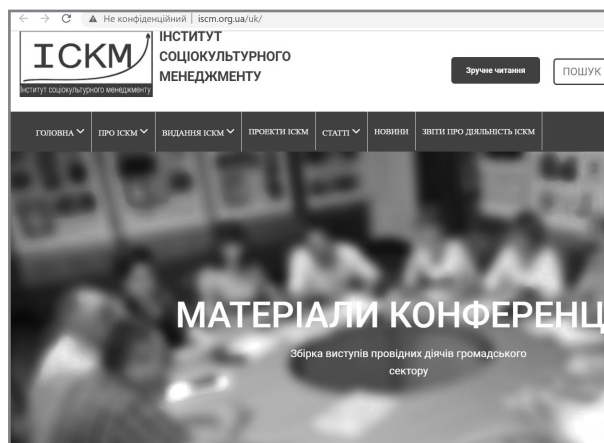 Не конфіденційний | iscm.org.ua/uk/
ІСКМ
Інститут соціокультурного менеджменту
ІНСТИТУТ
СОЦІОКУЛЬТУРНОГО
МЕНЕДЖМЕНТУ
Зручне читання
ПОШУК
ГОЛОВНА ПРО ІСКМ ВИДАННЯ ІСКМ ПРОЕКТИ ІСКМ СТАТТІ НОВИНИ ЗВІТИ ПРО ДІЯЛЬНІСТЬ ІСКМ
МАТЕРІАЛИ КОНФЕРЕНЦ
Збірка виступів провідних діячів громадського
сектору